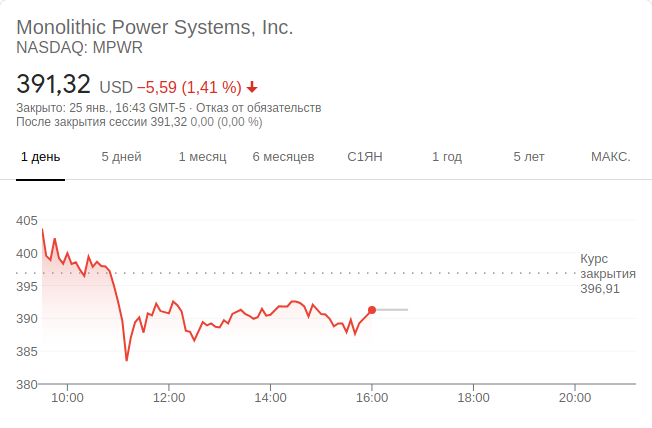 Monolithic Power Systems, Inc.
NASDAQ: MPWR
391,32 USD −5,59 (1,41 %)
Закрыто: 25 янв., 16:43 GMT-5 · Отказ от обязательств
После закрытия сессии 391,32 0,00 (0,00 %)
1 день 5 дней 1 месяц 6 месяцев С1ЯН 1 год 5 лет МАКС.
405
400
Курс
закрытия
396,91
395
390
385
380
10:00 12:00 14:00 16:00 18:00 20:00